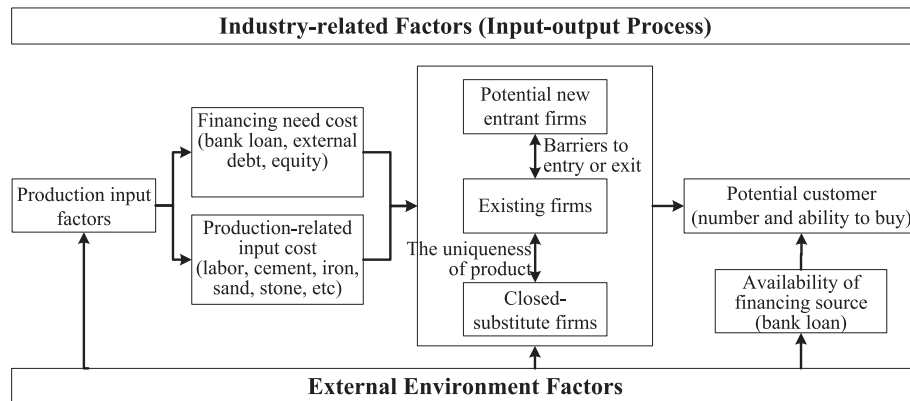 Industry-related Factors (Input-output Process)
Production input
factors
Financing need cost
(bank loan, external
debt, equity)
Production-related
input cost
(labor, cement, iron,
sand, stone, etc)
Potential new
entrant firms
Barriers to
entry or exit
Existing firms
The uniqueness
of product
Closed-
substitute firms
Potential customer
(number and ability to buy)
Availability of
financing source
(bank loan)
External Environment Factors